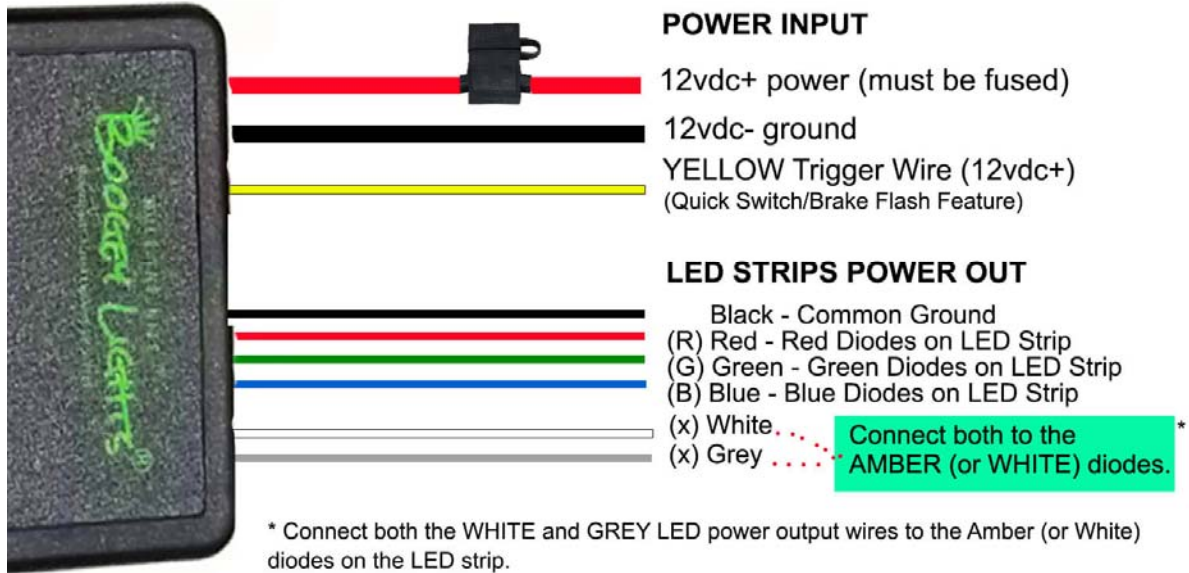 POWER INPUT
12vdc+ power (must be fused)
12vdc- ground
YELLOW Trigger Wire (12vdc+)
(Quick Switch/Brake Flash Feature)
BOOGEY LIGHTS®
LED STRIPS POWER OUT
Black - Common Ground
(R) Red - Red Diodes on LED Strip
(G) Green - Green Diodes on LED Strip
(B) Blue - Blue Diodes on LED Strip
(x) White
(x) Grey
Connect both to the *
AMBER (or WHITE) diodes.
* Connect both the WHITE and GREY LED power output wires to the Amber (or White)
diodes on the LED strip.